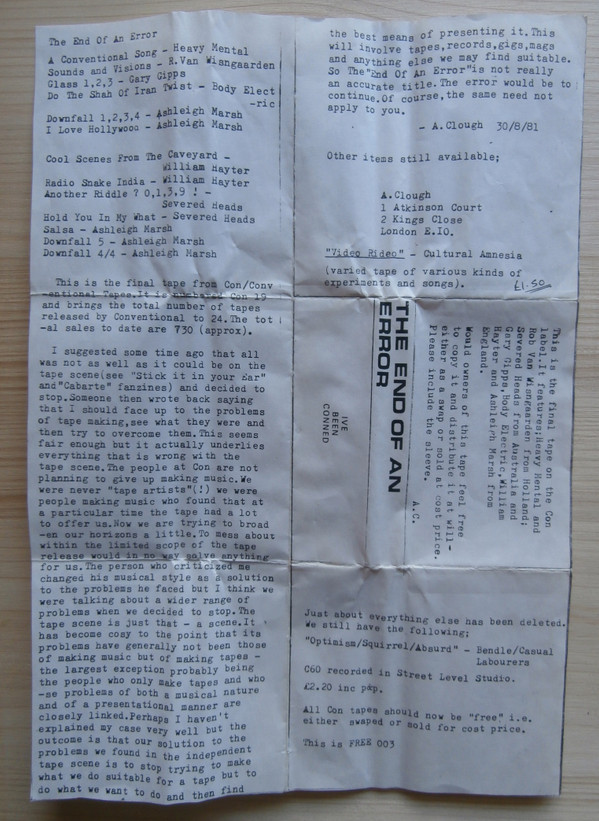 The End Of An Error
A Conventional Song - Heavy Mental
Sounds and Visions - R.Van Wisngaarden
Glass 1,2,3 - Gary Gipps
Do The Shah Of Iran Twist - Body Elect
-ric
Downfall 1,2,3,4 - Ashleigh Marsh
I Love Hollywood - Ashleigh Marsh
Cool Scenes From The Caveyard -
William Hayter
Radio Snake India - William Hayter
Another Riddle ? 0,1,3,9 ! -
Severed Heads
Hold You In My What - Severed Heads
Salsa - Ashleigh Marsh
Downfall 5 - Ashleigh Marsh
Downfall 4/4 - Ashleigh Marsh
This is the final tape from Con/Conv
-entional Tapes.It is numbered Con 19
and brings the total number of tapes
released by Conventional to 24.The tot
-al sales to date are 730 (approx).
I suggested some time ago that all
was not as well as it could be on the
tape scene(see "Stick it in your Ear"
and"Cabarte" fanzines) and decided to
stop.Someone then wrote back saying
that I should face up to the problems
of tape making,see what they were and
then try to overcome them.This seems
fair enough but it actually underlies
everything that is wrong with the
tape scene.The people at Con are not
planning to give up making music.We
were never "tape artists"(!) we were
people making music who found that at
a particular time the tape had a lot
to offer us.Now we are trying to broad
-en our horizons a little.To mess about
within the limited scope of the tape
release would in no way solve anything
for us.The person who criticized me
changed his musical style as a solution
to the problems he faced but I think we
were talking about a wider range of
problems when we decided to stop.The
tape scene is just that - a scene.It
has become cosy to the point that its
problems have generally not been those
of making music but of making tapes -
the largest exception probably being
the people who only make tapes and who
-se problems of both a musical nature
and of a presentational manner are
closely linked.Perhaps I haven't
explained my case very well but the
outcome is that our solution to the
problems we found in the independent
tape scene is to stop trying to make
what we do suitable for a tape but to
do what we want to do and then find
the best means of presenting it.This
will involve tapes,records,gigs,mags
and anything else we may find suitable.
So The"End Of An Error"is not really
an accurate title.The error would be to
continue.Of course,the same need not
apply to you.
- A.Clough 30/8/81
Other items still available;
A.Clough
1 Atkinson Court
2 Kings Close
London E.10.
"Video Rideo" - Cultural Amnesia
(varied tape of various kinds of
experiments and songs). £1.50
This is the final tape on the Con
label.It features;Heavy Mental and
Rob Van Wisngaarden from Holland;
Severed Heads from Australia and
Gary Gipps,Body Electric,William
Hayter and Ashleigh Marsh from
England.
Would owners of this tape feel free
to copy it and distribute it at will-
either as a swap or sold at cost price.
Please include the sleeve.
A.C.
THE END OF AN
ERROR
IVE
BEEN
CONNED
Just about everything else has been deleted.
We still have the following;
"Optimism/Squirrel/Absurd" - Bendle/Casual
Labourers
C60 recorded in Street Level Studio.
£2.20 inc p&p.
All Con tapes should now be "free" i.e.
either swaped or sold for cost price.
This is FREE 003